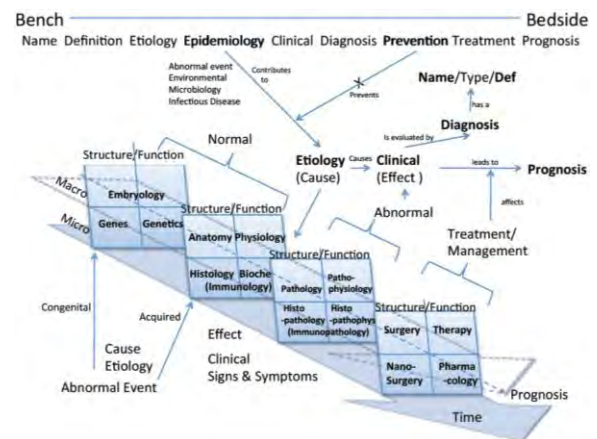 Bench Bedside
Name Definition Etiology Epidemiology Clinical Diagnosis Prevention Treatment Prognosis
Abnormal event
Environmental
Microbiology
Infectious Disease
Contributes
to
Prevents
Name/Type/Def
has a
Is evaluated by
Diagnosis
Normal
Etiology
(Cause)
Causes
Clinical
(Effect )
leads to
Prognosis
affects
Abnormal
Treatment/
Management
Structure/Function
Macro
Micro
Embryology
Genes Genetics
Structure/Function
Anatomy Physiology
Histology Bioche
(Immunology)
Structure/Function
Pathology Patho-
physiology
Histo Histo
-pathology -pathophys
(Immunopathology)
Structure/Function
Surgery Therapy
Nano- Pharma
Surgery -cology
Congenital
Acquired
Cause
Etiology
Abnormal Event
Effect
Clinical
Signs & Symptoms
Prognosis
Time